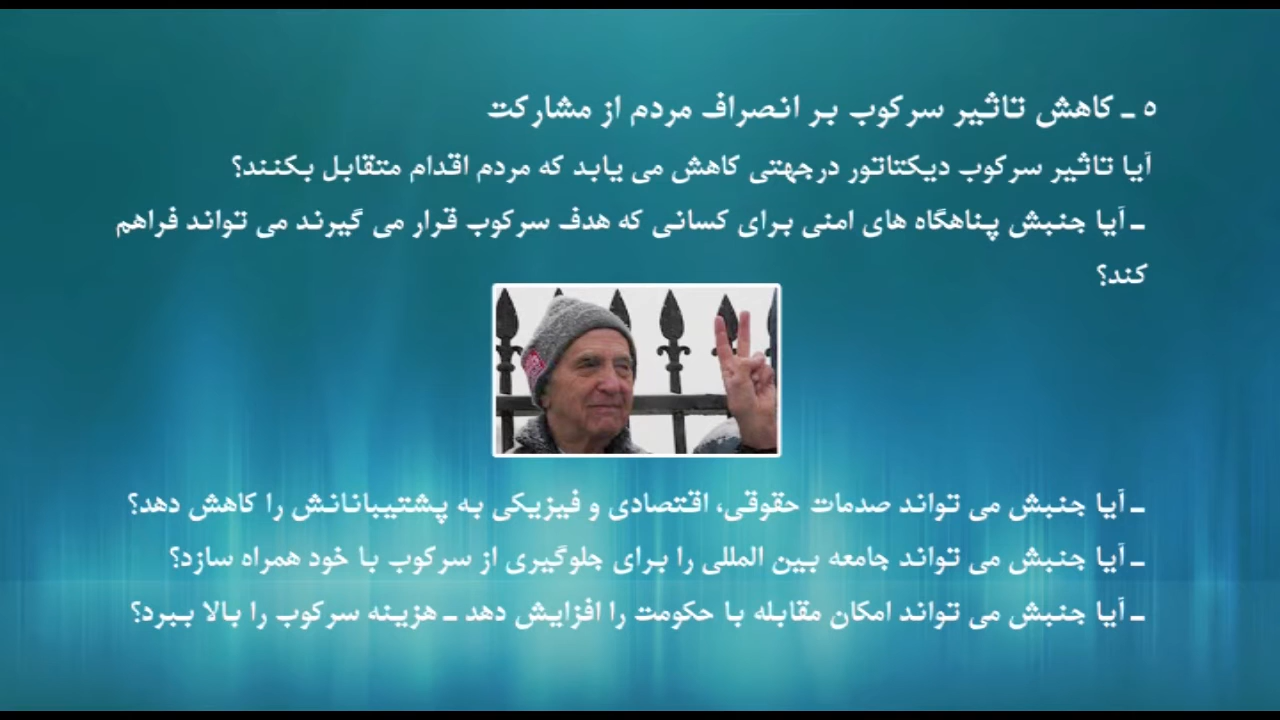 ۵ ـ کاهش تاثیر سرکوب بر انصراف مردم از مشارکت
آیا تاثیر سرکوب دیکتاتور درجهتی کاهش می یابد که مردم اقدام متقابل بکنند؟
ـ آیا جنبش پناهگاه های امنی برای کسانی که هدف سرکوب قرار می گیرند می تواند فراهم
کند؟
ـ آیا جنبش می تواند صدمات حقوقی، اقتصادی و فیزیکی به پشتیبانانش را کاهش دهد؟
ـ آیا جنبش می تواند جامعه بین المللی را برای جلوگیری از سرکوب با خود همراه سازد؟
ـ آیا جنبش می تواند امکان مقابله با حکومت را افزایش دهد ـ هزینه سرکوب را بالا ببرد؟